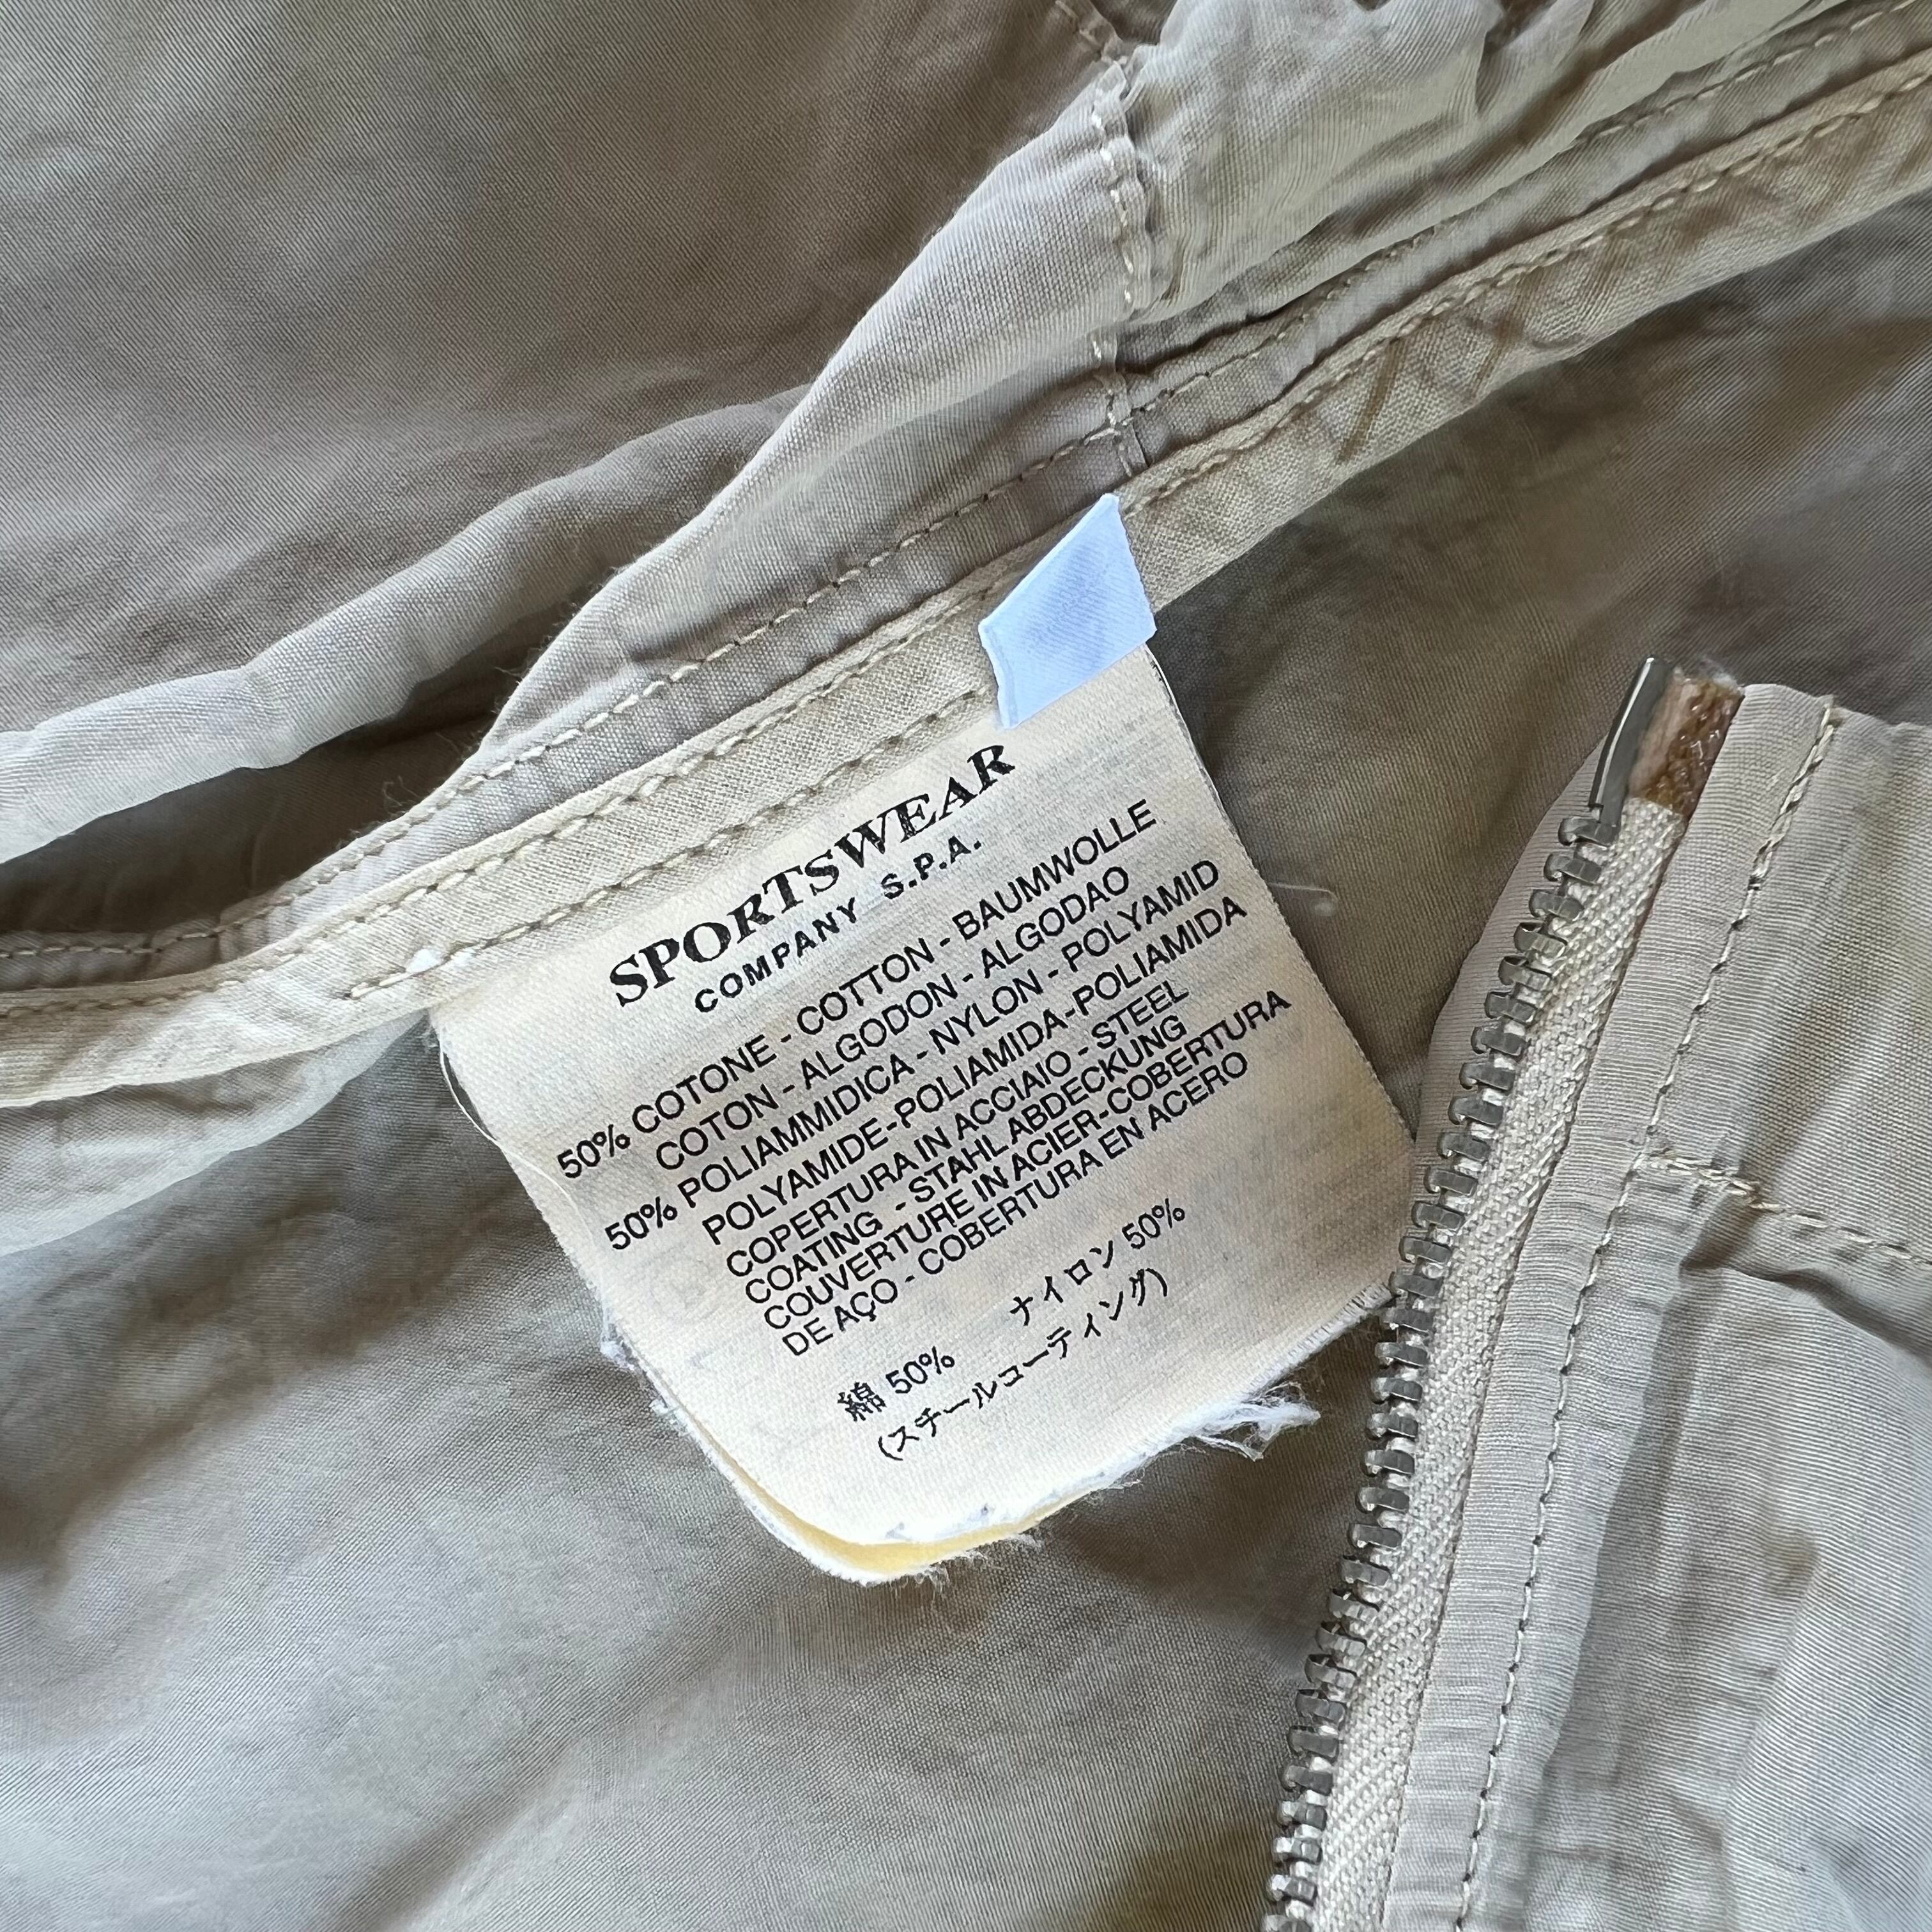 SPORTSWEAR
COMPANY S.P.A.
50% COTONE - COTTON - BAUMWOLLE
COTON - ALGODON - ALGODAO
50% POLIAMMIDICA - NYLON - POLYAMID
POLYAMIDE-POLIAMIDA-POLIAMIDA
COPERTURA IN ACCIAIO - STEEL
COATING - STAHL ABDECKUNG
COUVERTURE IN ACIER-COBERTURA
DE AÇO - COBERTURA EN ACERO
綿 50% ナイロン 50%
(スチールコーティング)